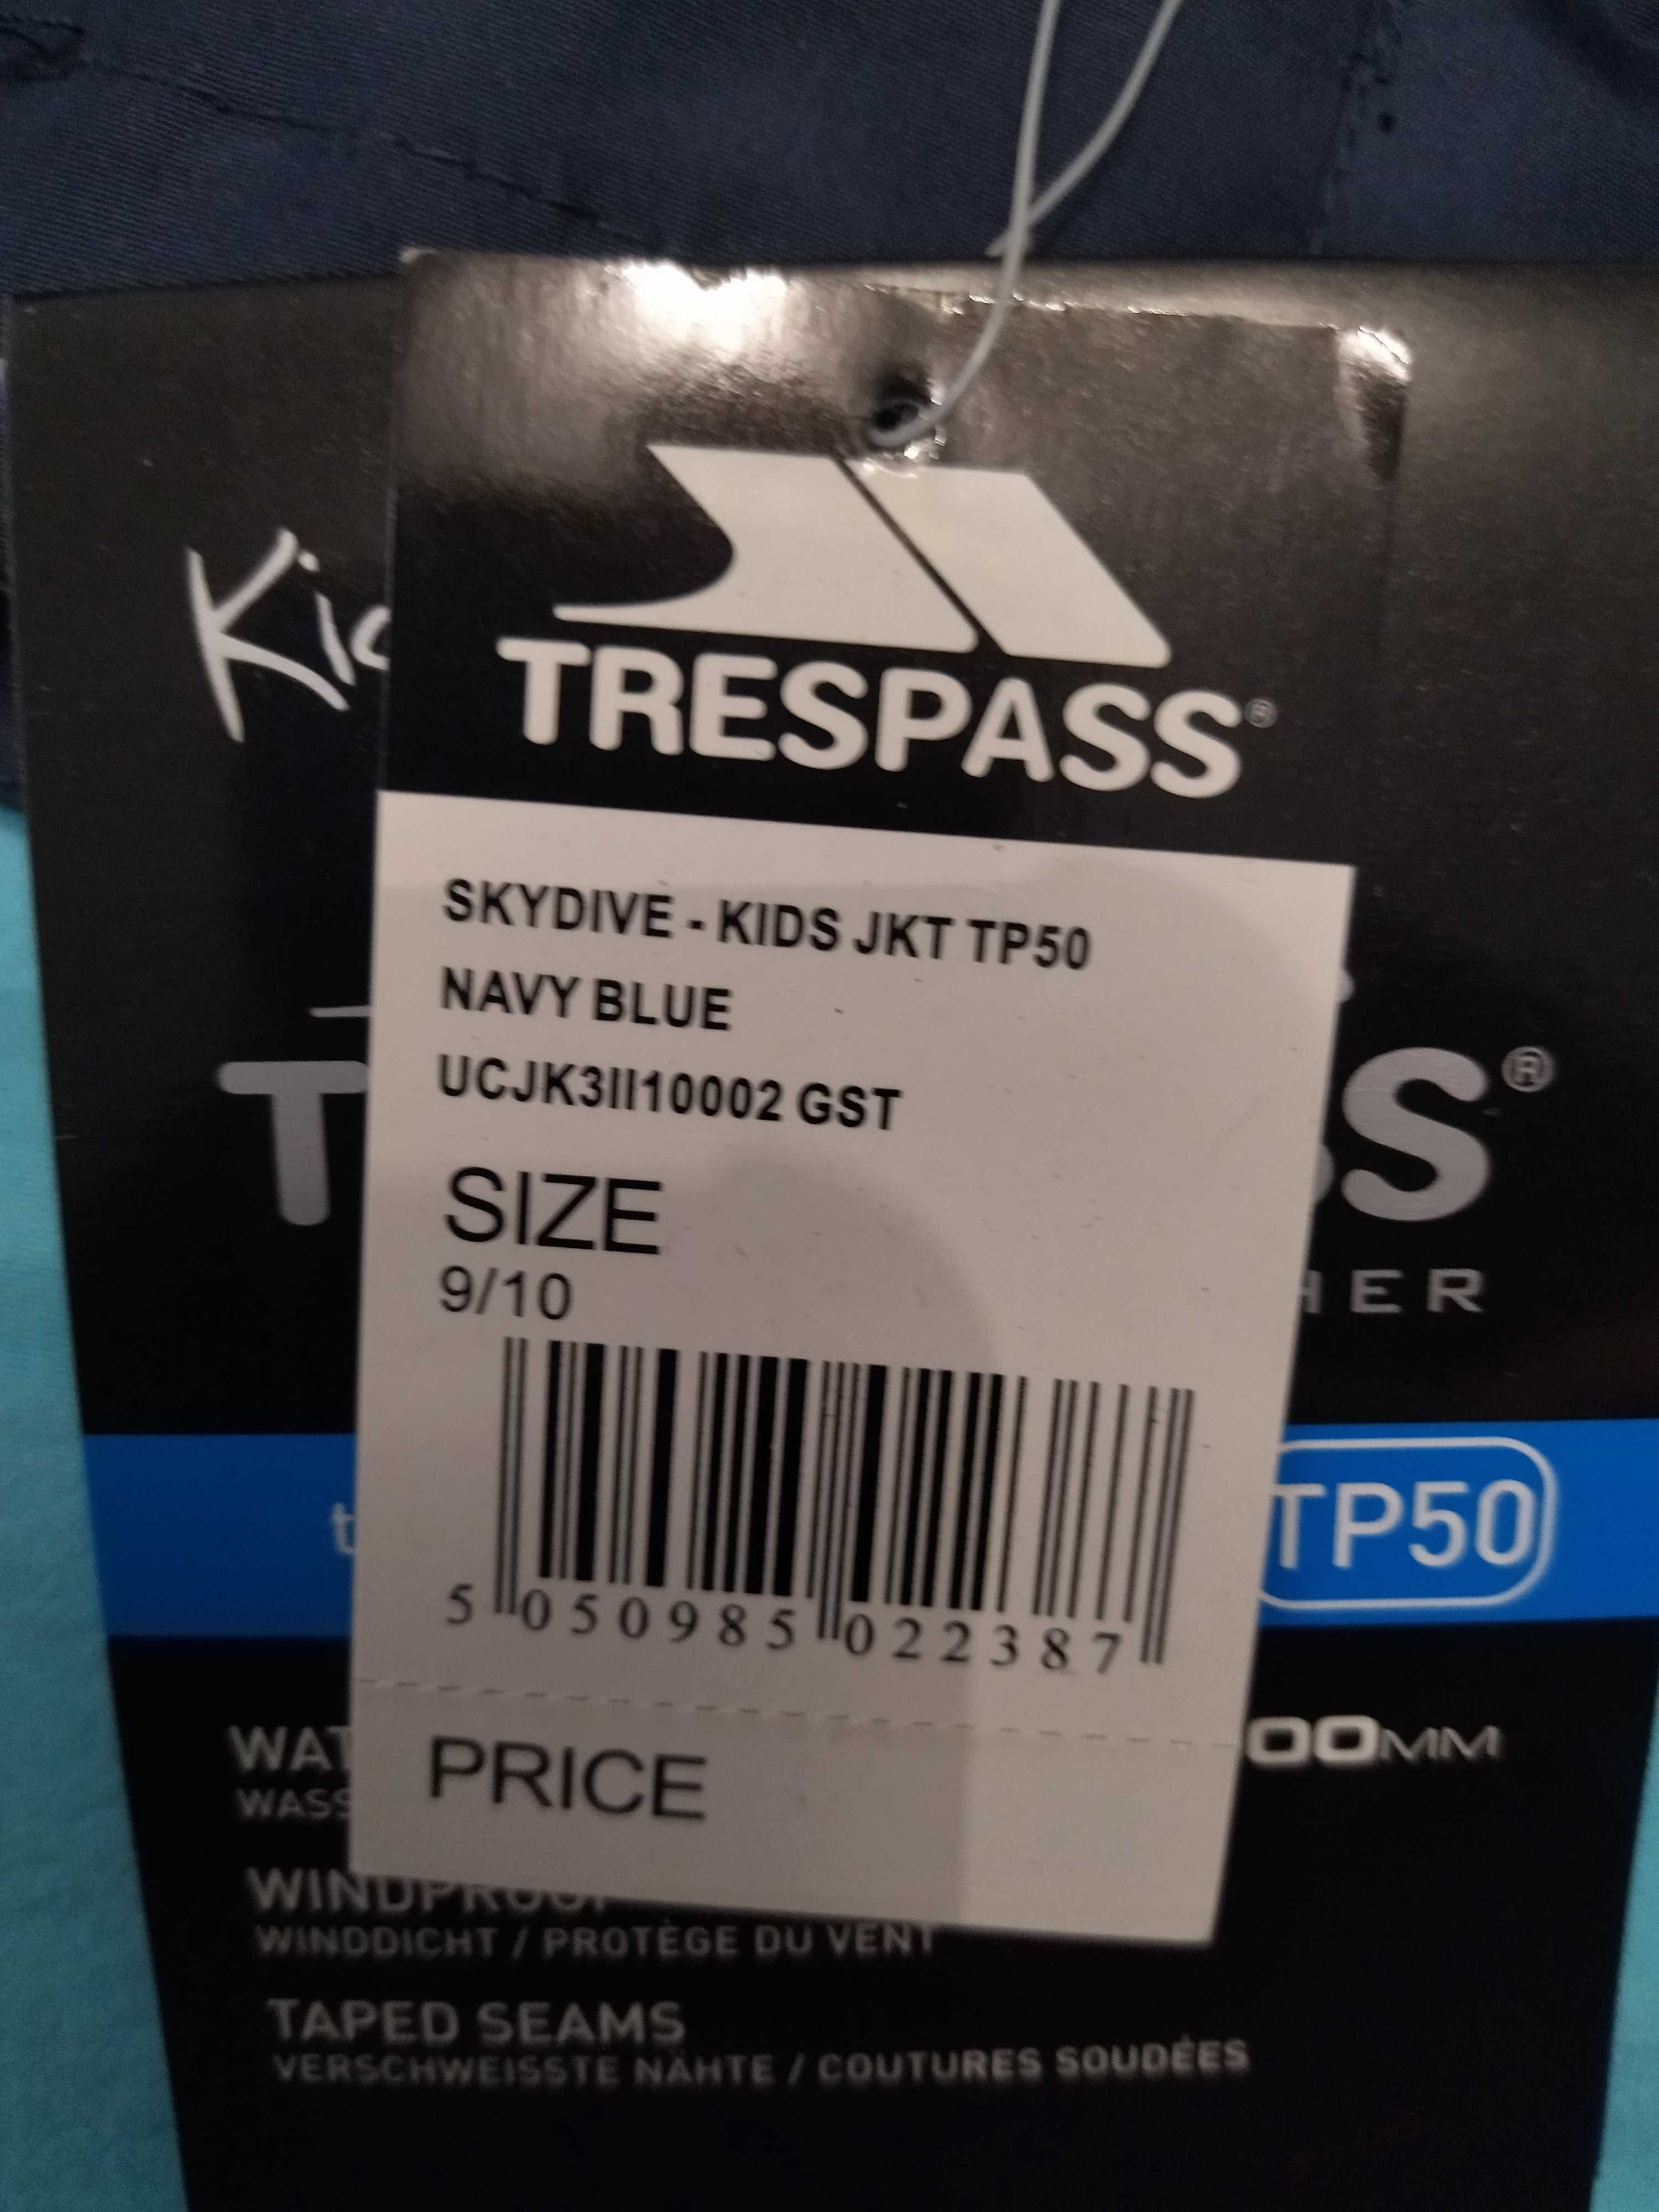 TRESPASS®
SKYDIVE - KIDS JKT TP50
NAVY BLUE
UCJK3II10002 GST
SIZE
9/10
5 050985 022387
PRICE
®
TP50
MM
WINDPROOF
WINDDICHT / PROTÈGE DU VENT
TAPED SEAMS
VERSCHWEISSTE NÄHTE / COUTURES SOUDÉES